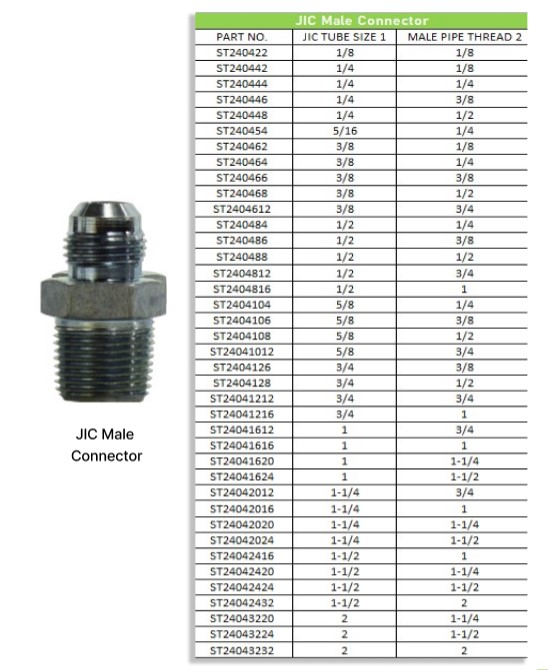 JIC Male Connector
PART NO. JIC TUBE SIZE 1 MALE PIPE THREAD 2
ST240422 1/8 1/8
ST240442 1/4 1/8
ST240444 1/4 1/4
ST240446 1/4 3/8
ST240448 1/4 1/2
ST240454 5/16 1/4
ST240462 3/8 1/8
ST240464 3/8 1/4
ST240466 3/8 3/8
ST240468 3/8 1/2
ST2404612 3/8 3/4
ST240484 1/2 1/4
ST240486 1/2 3/8
ST240488 1/2 1/2
ST2404812 1/2 3/4
ST2404816 1/2 1
ST2404104 5/8 1/4
ST2404106 5/8 3/8
ST2404108 5/8 1/2
ST24041012 5/8 3/4
ST2404126 3/4 3/8
ST2404128 3/4 1/2
ST24041212 3/4 3/4
ST24041216 3/4 1
ST24041612 1 3/4
ST24041616 1 1
ST24041620 1 1-1/4
ST24041624 1 1-1/2
ST24042012 1-1/4 3/4
ST24042016 1-1/4 1
ST24042020 1-1/4 1-1/4
ST24042024 1-1/4 1-1/2
ST24042416 1-1/2 1
ST24042420 1-1/2 1-1/4
ST24042424 1-1/2 1-1/2
ST24042432 1-1/2 2
ST24043220 2 1-1/4
ST24043224 2 1-1/2
ST24043232 2 2
JIC Male
Connector